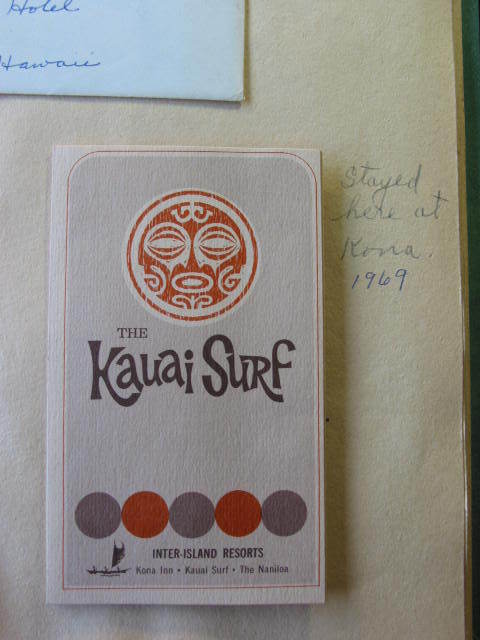 Hotel
Hawaii
Stayed
here at
Kona.
1969
THE
Kauai Surf
INTER-ISLAND RESORTS
Kona Inn • Kauai Surf • The Naniloa